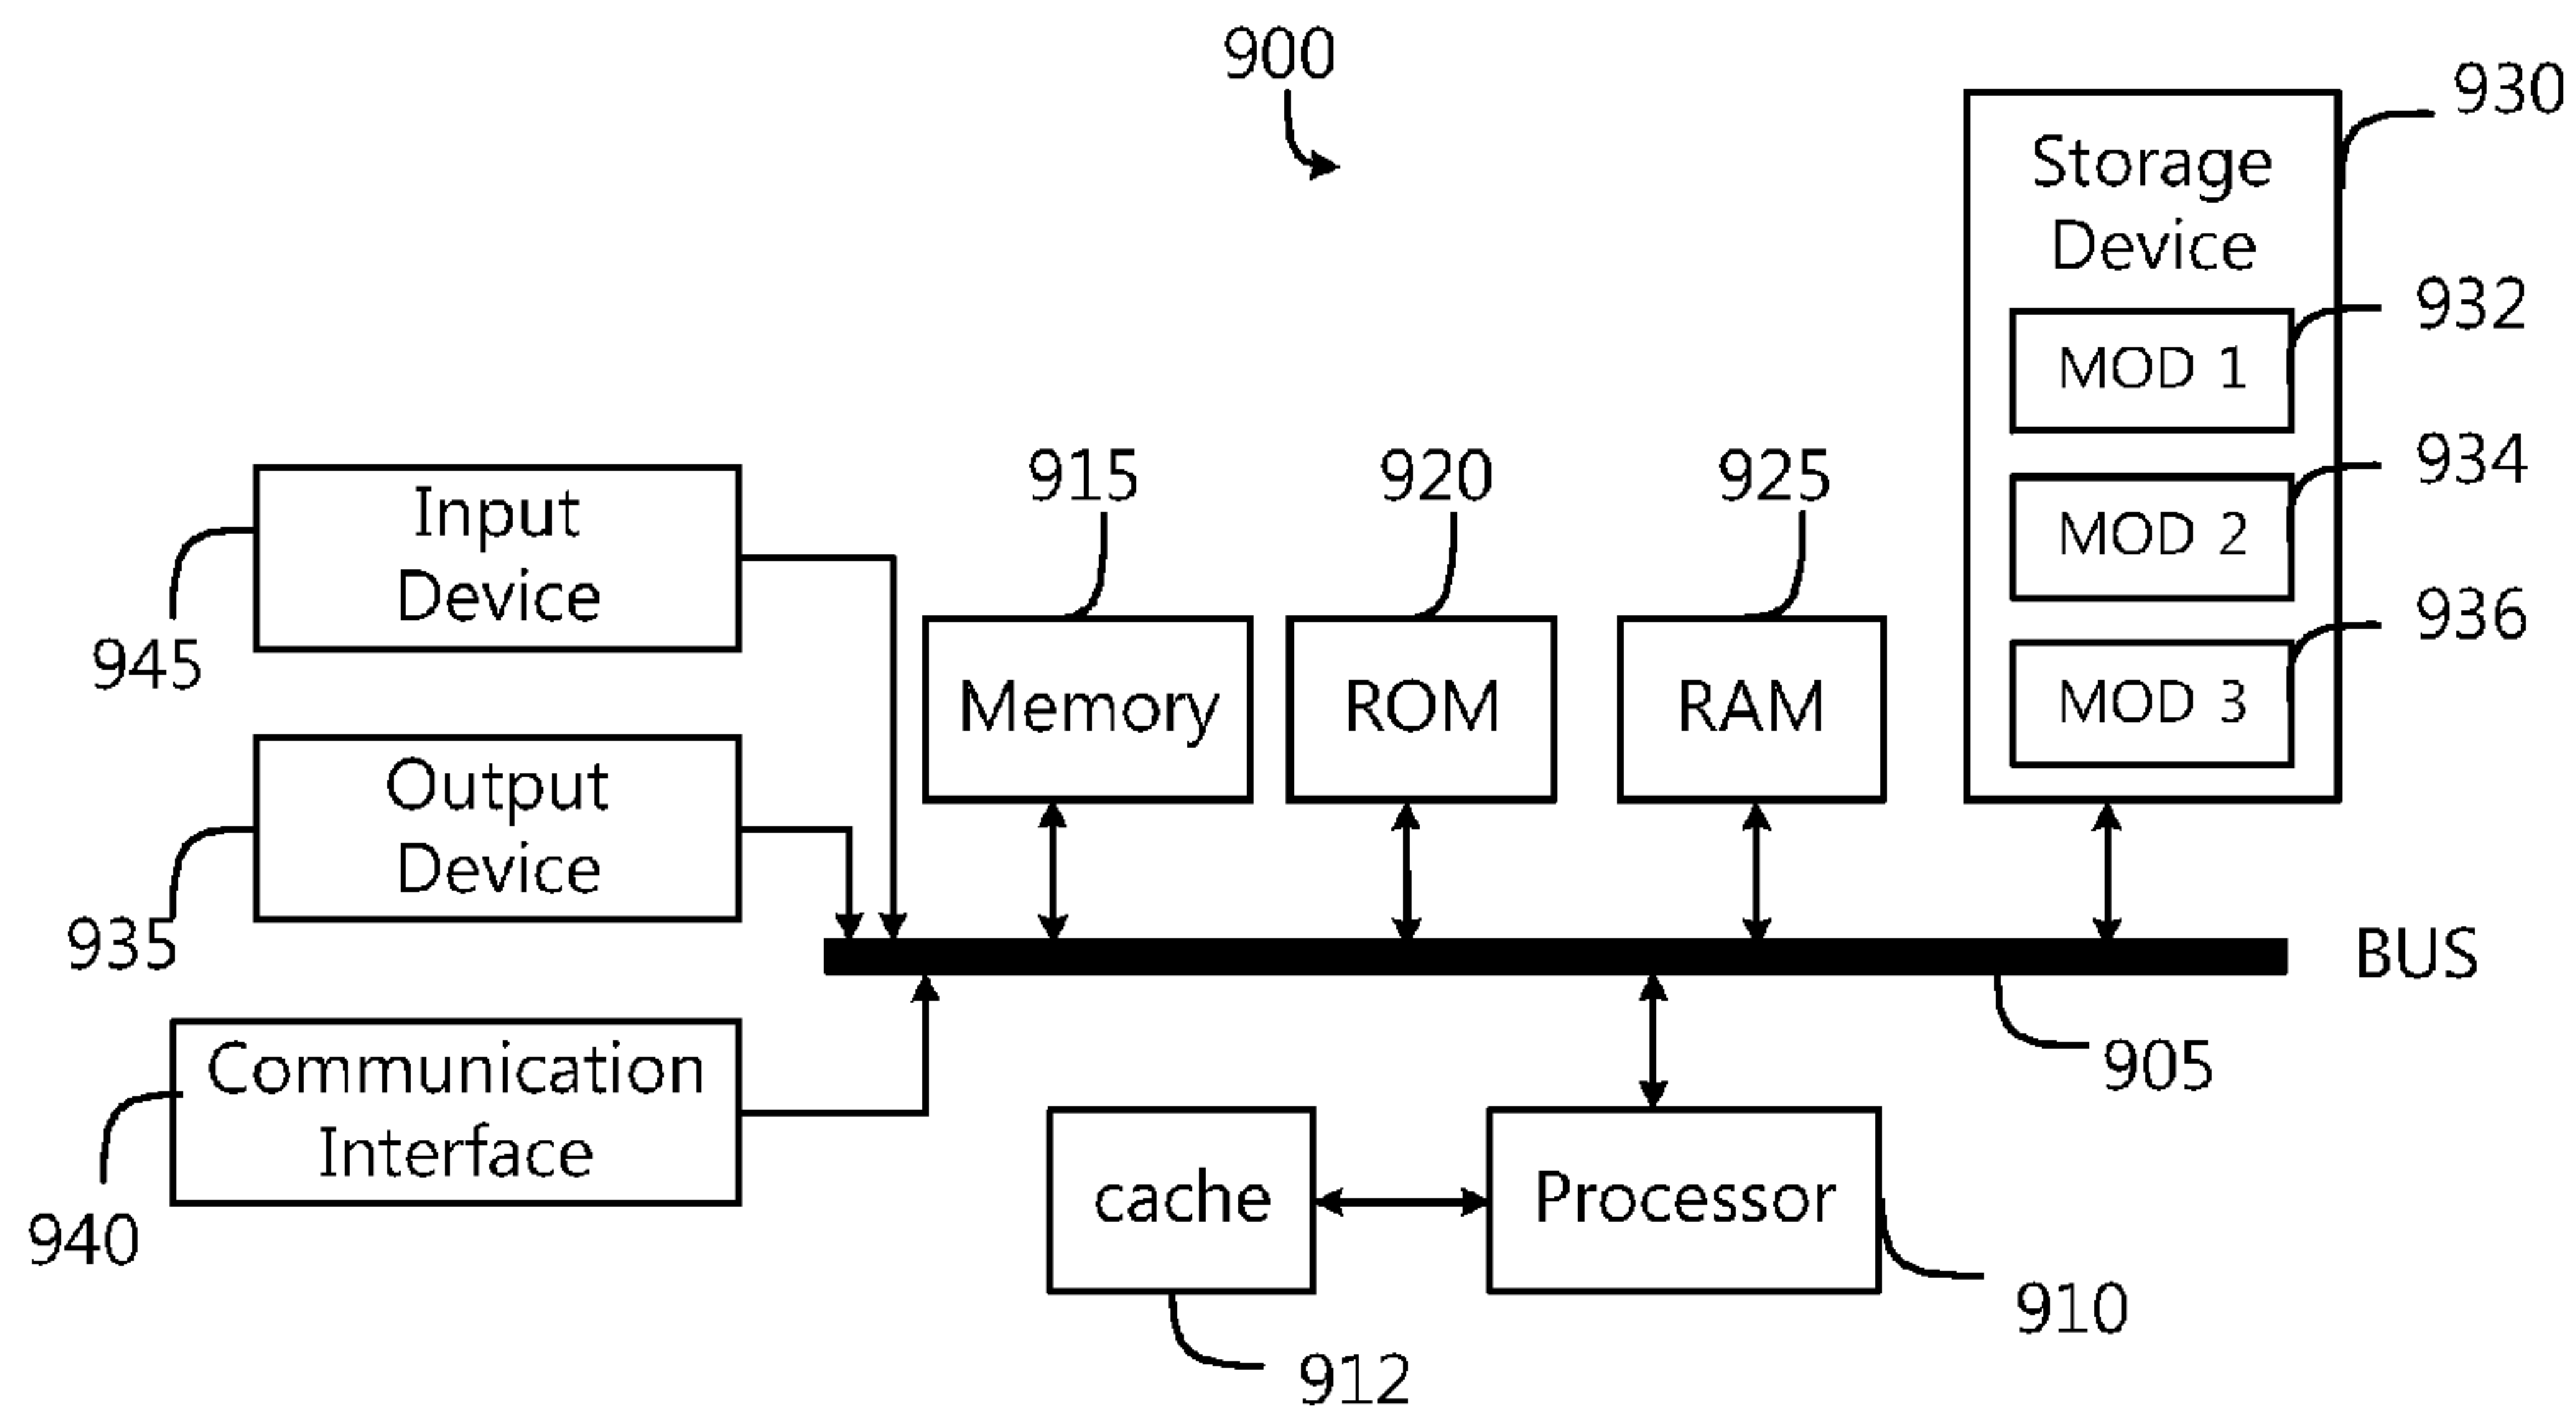 900
930
Storage
Device
932
MOD 1
934
MOD 2
936
MOD 3
915
920
925
Input
Device
945
Memory
ROM
RAM
Output
Device
935
BUS
905
Communication
Interface
940
cache
Processor
910
912